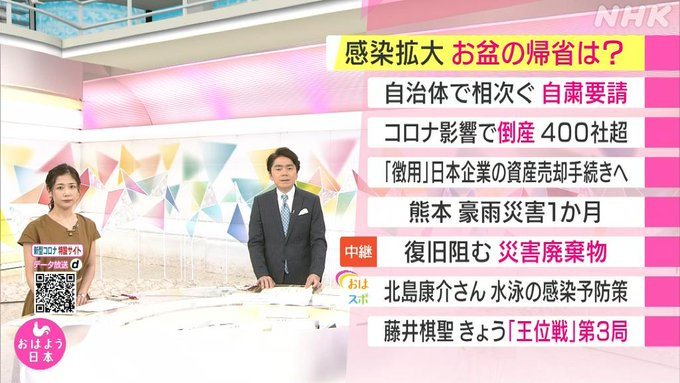 NHK
感染拡大 お盆の帰省は？
自治体で相次ぐ 自粛要請
コロナ影響で倒産 400社超
「徴用」日本企業の資産売却手続きへ
熊本 豪雨災害1か月
中継 復旧阻む 災害廃棄物
おはスポ 北島康介さん 水泳の感染予防策
藤井棋聖 きょう「王位戦」第3局
新型コロナ 特設サイト
データ放送 d
おはよう
日本